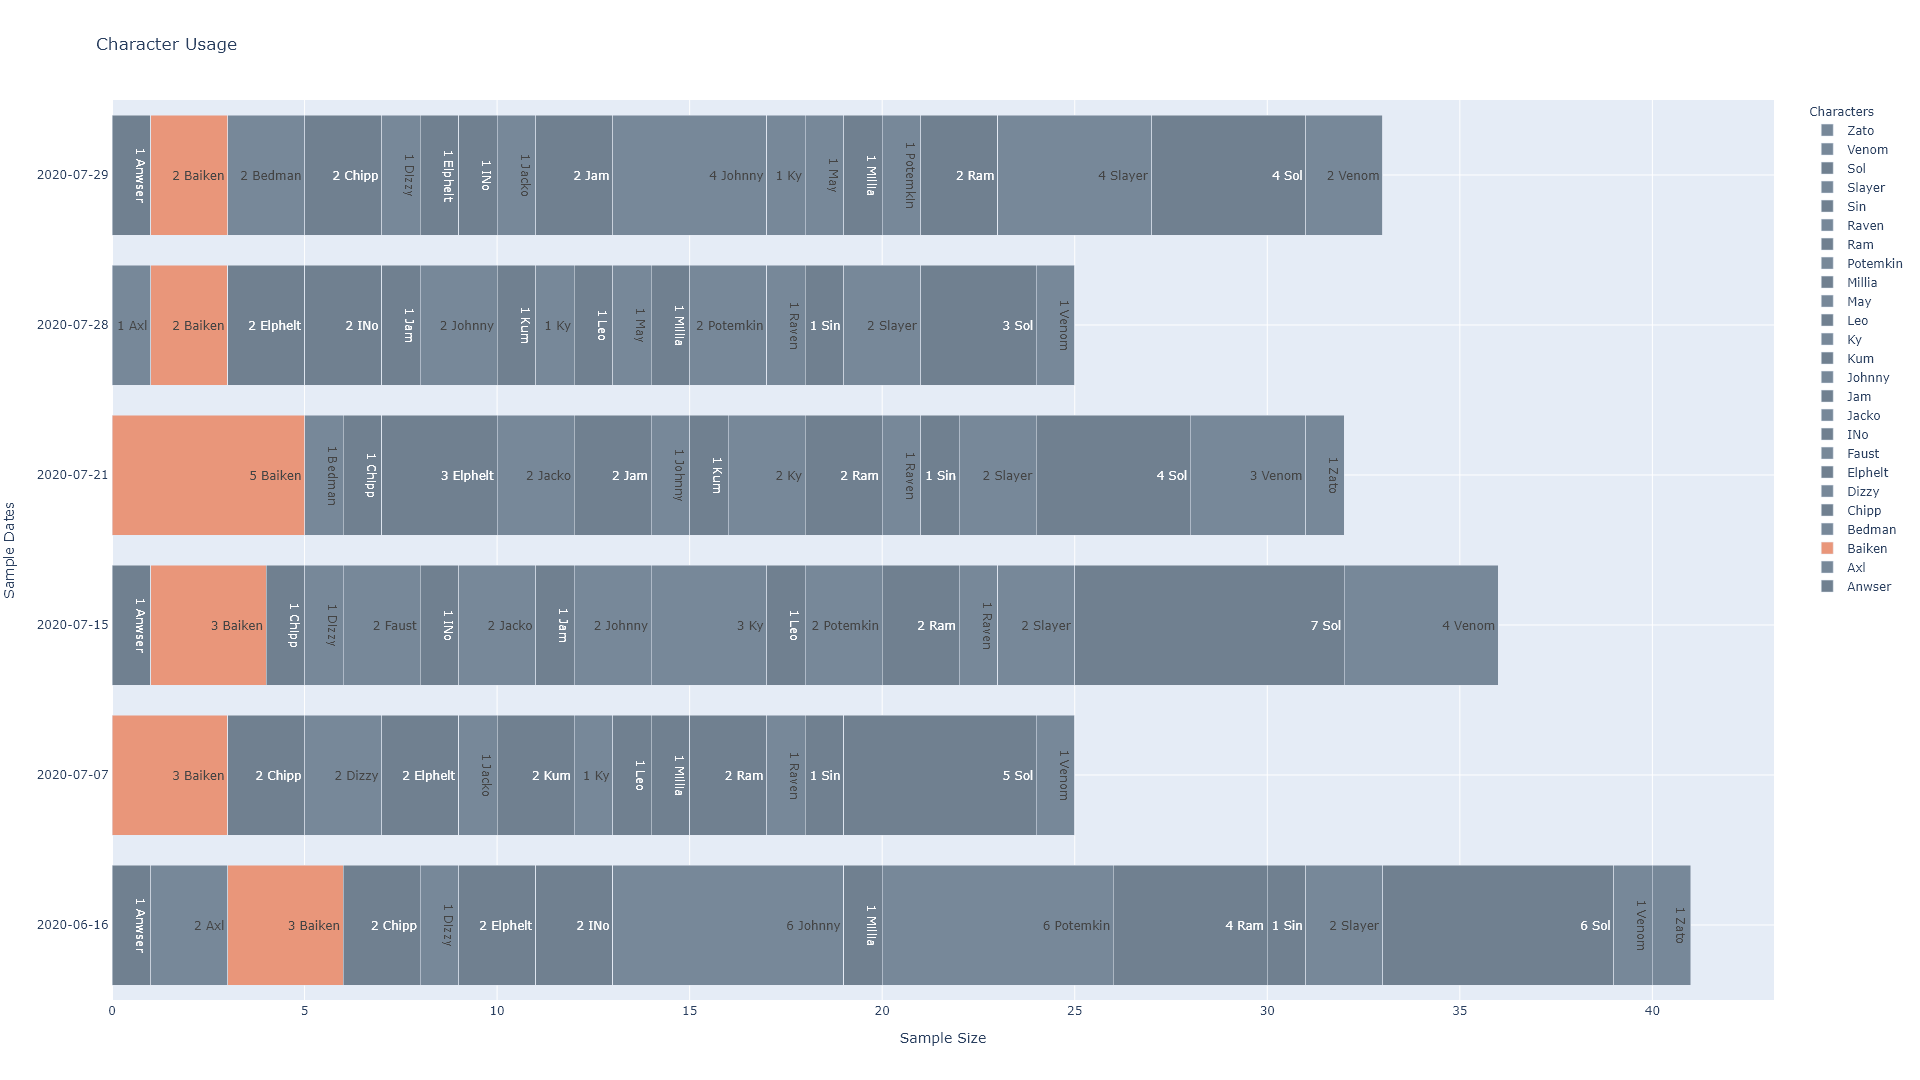 Character Usage
Sample Dates
2020-07-29
1 Anwser
2 Baiken
2 Bedman
2 Chipp
1 Dizzy
1 Elphelt
1 INo
1 Jacko
2 Jam
4 Johnny
1 Ky
1 May
1 Millia
1 Potemkin
2 Ram
4 Slayer
4 Sol
2 Venom
2020-07-28
1 Axl
2 Baiken
2 Elphelt
2 INo
1 Jam
2 Johnny
1 Kum
1 Ky
1 Leo
1 May
1 Millia
2 Potemkin
1 Raven
1 Sin
2 Slayer
3 Sol
1 Venom
2020-07-21
5 Baiken
1 Bedman
1 Chipp
3 Elphelt
2 Jacko
2 Jam
1 Johnny
1 Kum
2 Ky
2 Ram
1 Raven
1 Sin
2 Slayer
4 Sol
3 Venom
1 Zato
2020-07-15
1 Anwser
3 Baiken
1 Chipp
1 Dizzy
2 Faust
1 INo
2 Jacko
1 Jam
2 Johnny
3 Ky
1 Leo
2 Potemkin
2 Ram
1 Raven
2 Slayer
7 Sol
4 Venom
2020-07-07
3 Baiken
2 Chipp
2 Dizzy
2 Elphelt
1 Jacko
2 Kum
1 Ky
1 Leo
1 Millia
2 Ram
1 Raven
1 Sin
5 Sol
1 Venom
2020-06-16
1 Anwser
2 Axl
3 Baiken
2 Chipp
1 Dizzy
2 Elphelt
2 INo
6 Johnny
1 Millia
6 Potemkin
4 Ram
1 Sin
2 Slayer
6 Sol
1 Venom
1 Zato
0 5 10 15 20 25 30 35 40
Sample Size
Characters
Zato
Venom
Sol
Slayer
Sin
Raven
Ram
Potemkin
Millia
May
Leo
Ky
Kum
Johnny
Jam
Jacko
INo
Faust
Elphelt
Dizzy
Chipp
Bedman
Baiken
Axl
Anwser